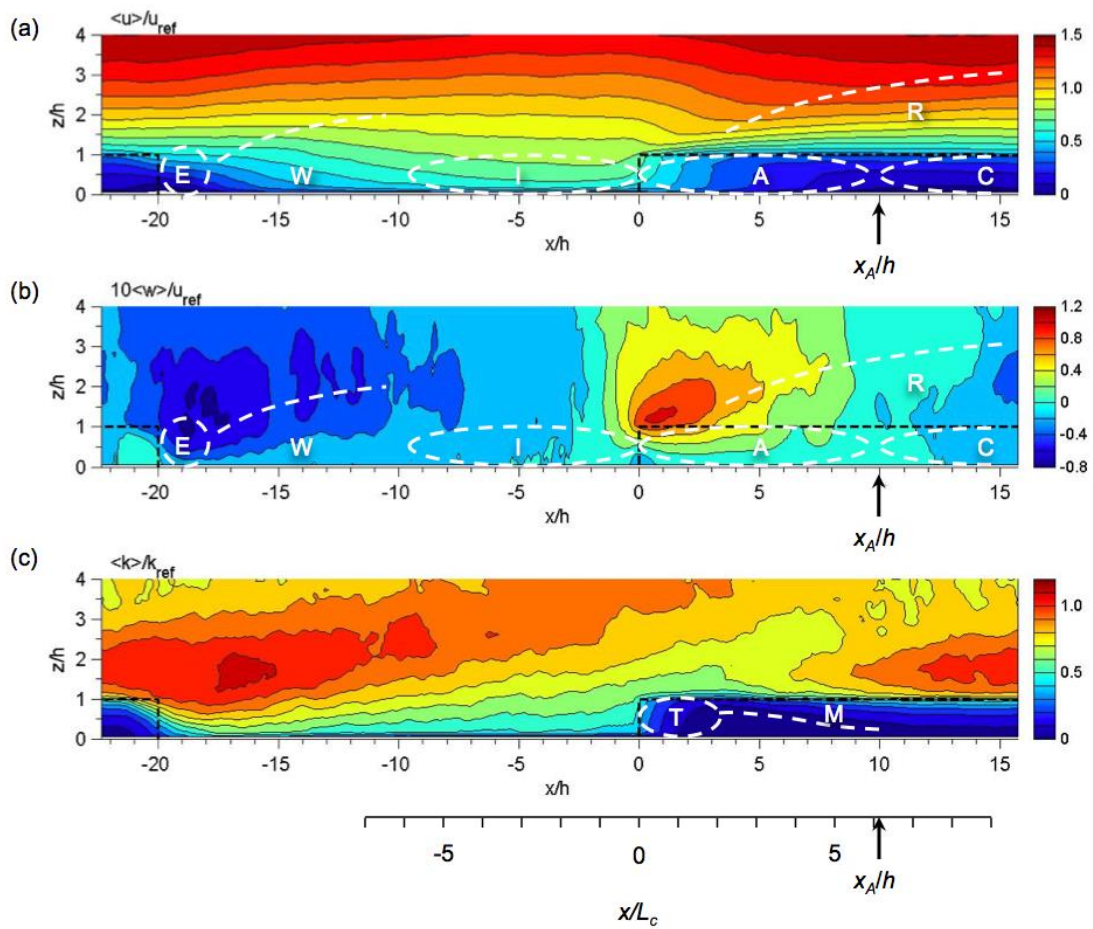 (a)
<u>/u_ref
4
3
2
1
0
z/h
E
W
I
A
C
R
-20
-15
-10
-5
0
5
10
15
x/h
x_A/h
1.5
1.0
0.5
0
(b)
10<w>/u_ref
4
3
2
1
0
z/h
E
W
I
A
C
R
-20
-15
-10
-5
0
5
10
15
x/h
x_A/h
1.2
0.8
0.4
0
-0.4
-0.8
(c)
<k>/k_ref
4
3
2
1
0
z/h
T
M
-20
-15
-10
-5
0
5
10
15
x/h
1.0
0.5
0
-5
0
5
x_A/h
x/L_c